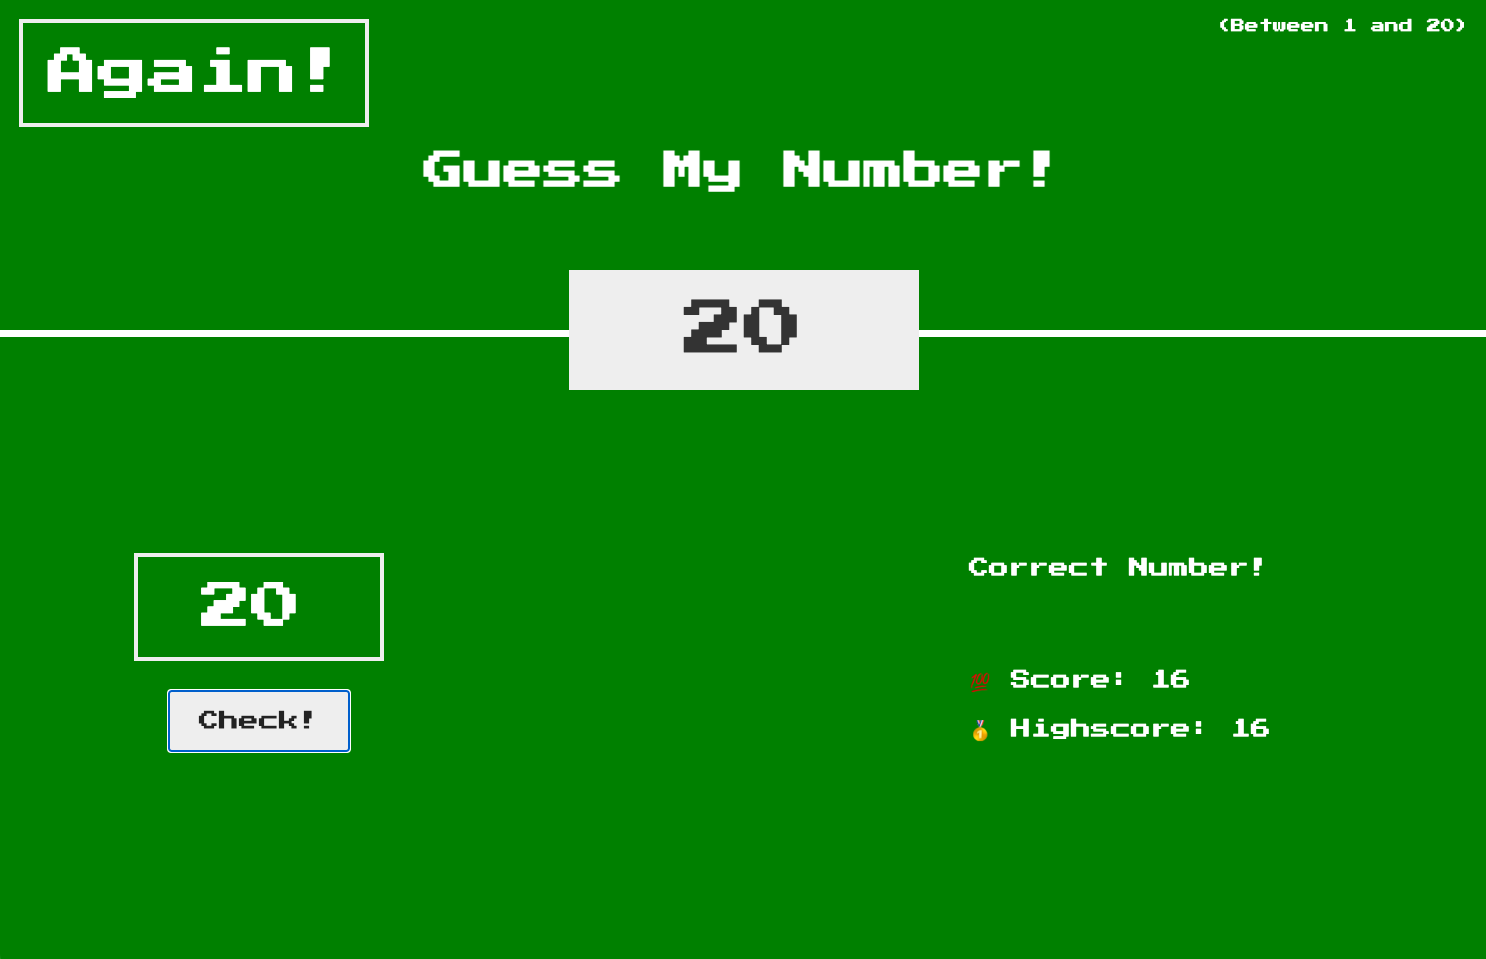 Again!
(Between 1 and 20)
Guess My Number!
20
20
Check!
Correct Number!
💯 Score: 16
🥇 Highscore: 16